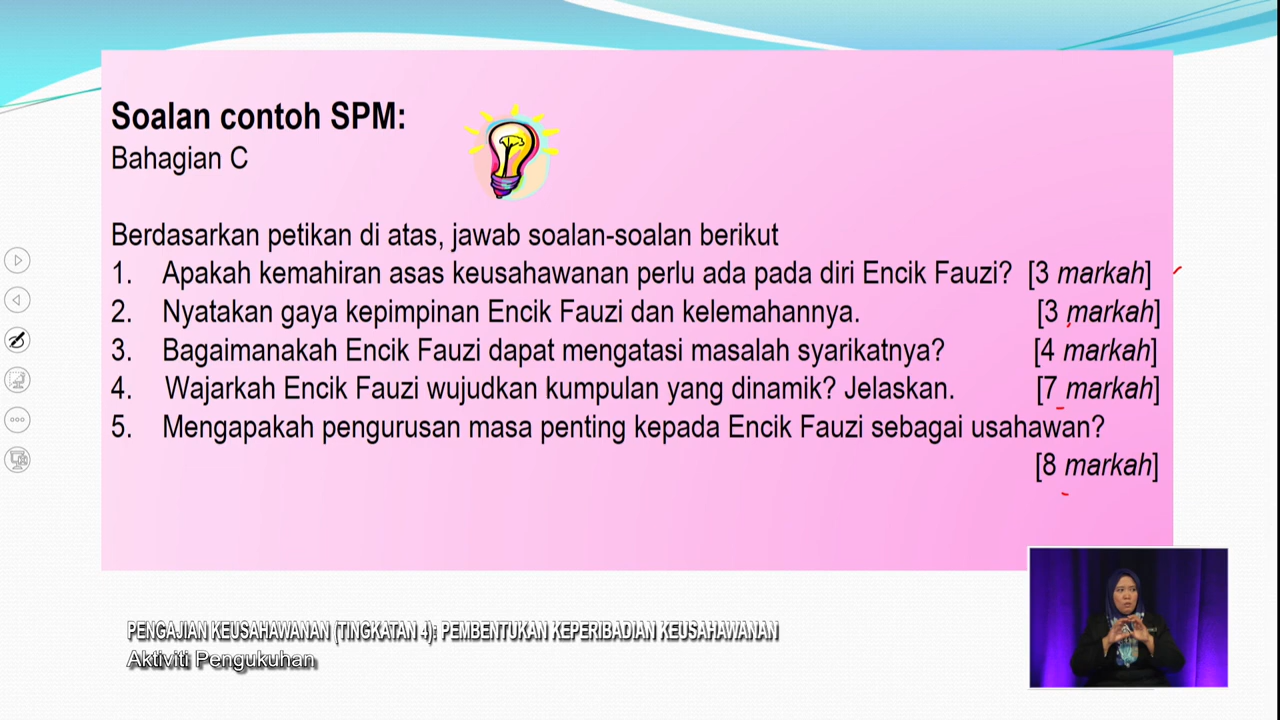 Soalan contoh SPM:
Bahagian C
Berdasarkan petikan di atas, jawab soalan-soalan berikut
1. Apakah kemahiran asas keusahawanan perlu ada pada diri Encik Fauzi? [3 markah]
2. Nyatakan gaya kepimpinan Encik Fauzi dan kelemahannya. [3 markah]
3. Bagaimanakah Encik Fauzi dapat mengatasi masalah syarikatnya? [4 markah]
4. Wajarkah Encik Fauzi wujudkan kumpulan yang dinamik? Jelaskan. [7 markah]
5. Mengapakah pengurusan masa penting kepada Encik Fauzi sebagai usahawan?
[8 markah]
PENGAJIAN KEUSAHAWANAN (TINGKATAN 4): PEMBENTUKAN KEPERIBADIAN KEUSAHAWANAN
Aktiviti Pengukuhan